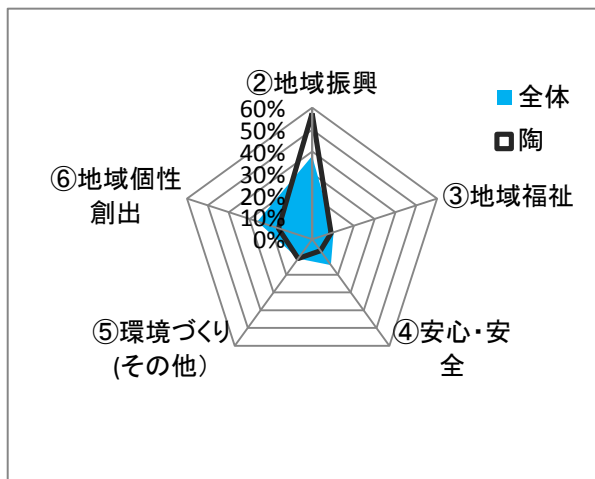 ②地域振興
60%
50%
40%
30%
20%
10%
0%
全体
陶
③地域福祉
④安心・安
全
⑤環境づくり
(その他）
⑥地域個性
創出